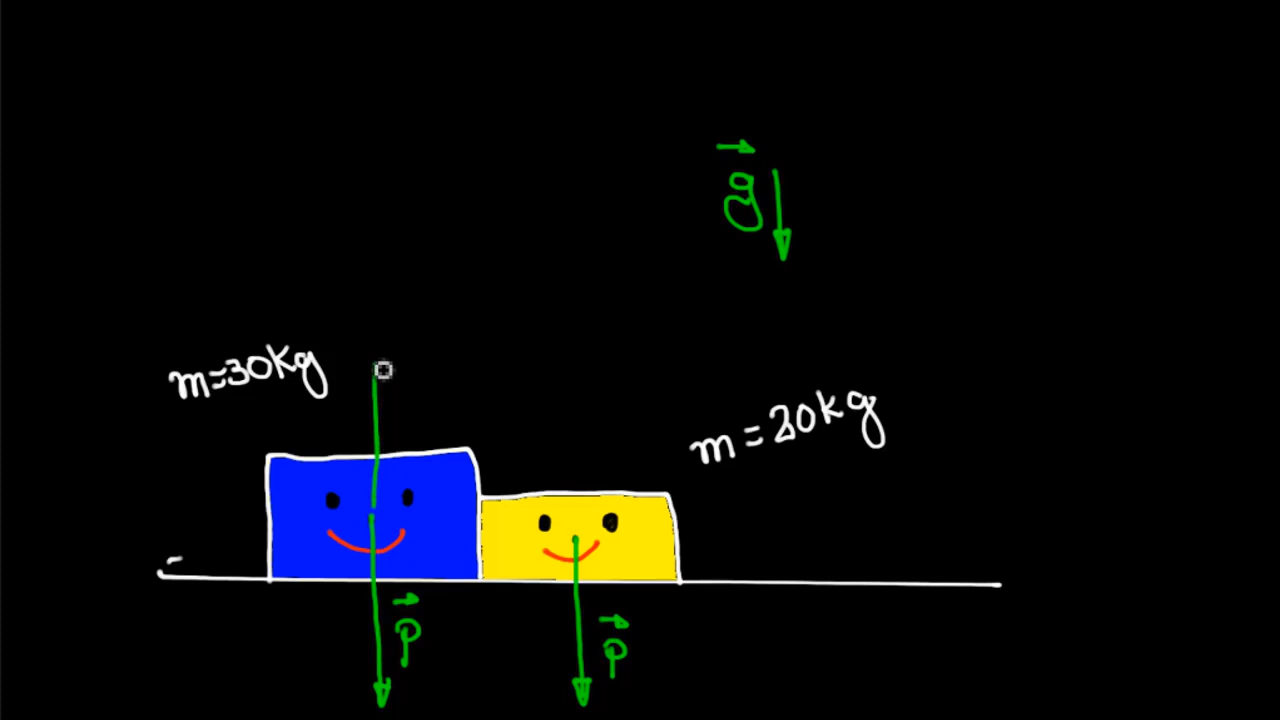 g⃗
m=30kg
m=20kg
P⃗
P⃗